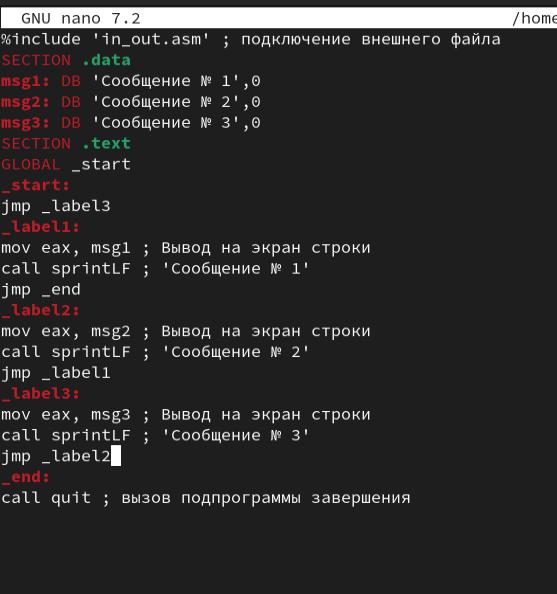 GNU nano 7.2 /home
%include 'in_out.asm' ; подключение внешнего файла
SECTION .data
msg1: DB 'Сообщение № 1',0
msg2: DB 'Сообщение № 2',0
msg3: DB 'Сообщение № 3',0
SECTION .text
GLOBAL _start
_start:
jmp _label3
_label1:
mov eax, msg1 ; Вывод на экран строки
call sprintLF ; 'Сообщение № 1'
jmp _end
_label2:
mov eax, msg2 ; Вывод на экран строки
call sprintLF ; 'Сообщение № 2'
jmp _label1
_label3:
mov eax, msg3 ; Вывод на экран строки
call sprintLF ; 'Сообщение № 3'
jmp _label2
_end:
call quit ; вызов подпрограммы завершения